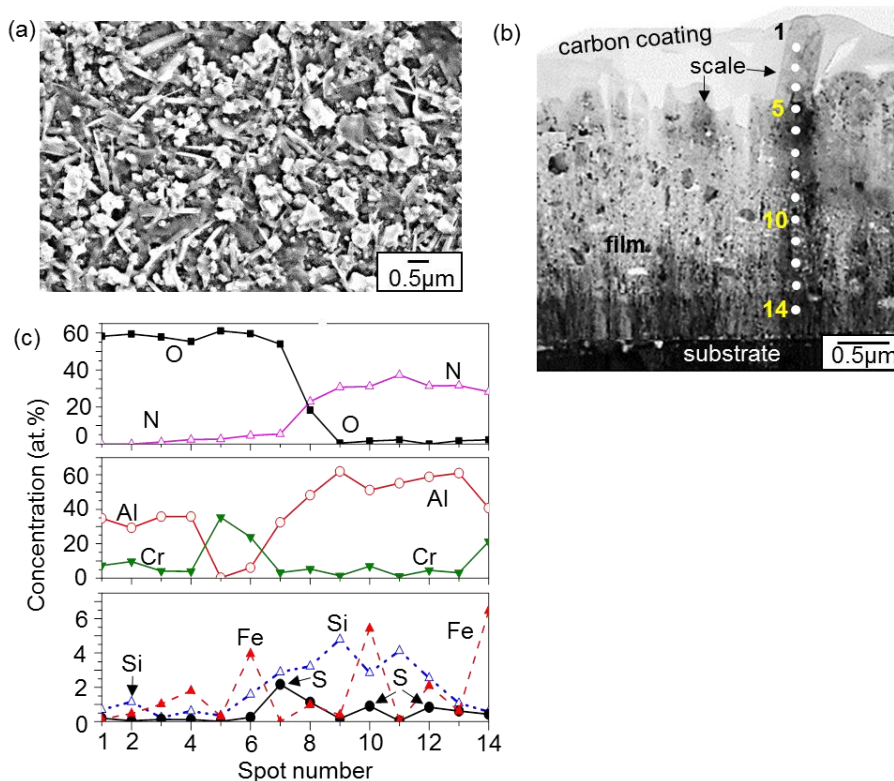 (a)
0.5µm
(b)
carbon coating
1
scale
5
10
film
14
substrate
0.5µm
(c)
Concentration (at.%)
60
40
20
0
O
N
N
O
60
40
20
0
Al
Cr
Al
Cr
6
4
2
0
Si
Fe
Si
S
S
Fe
1 2 4 6 8 10 12 14
Spot number